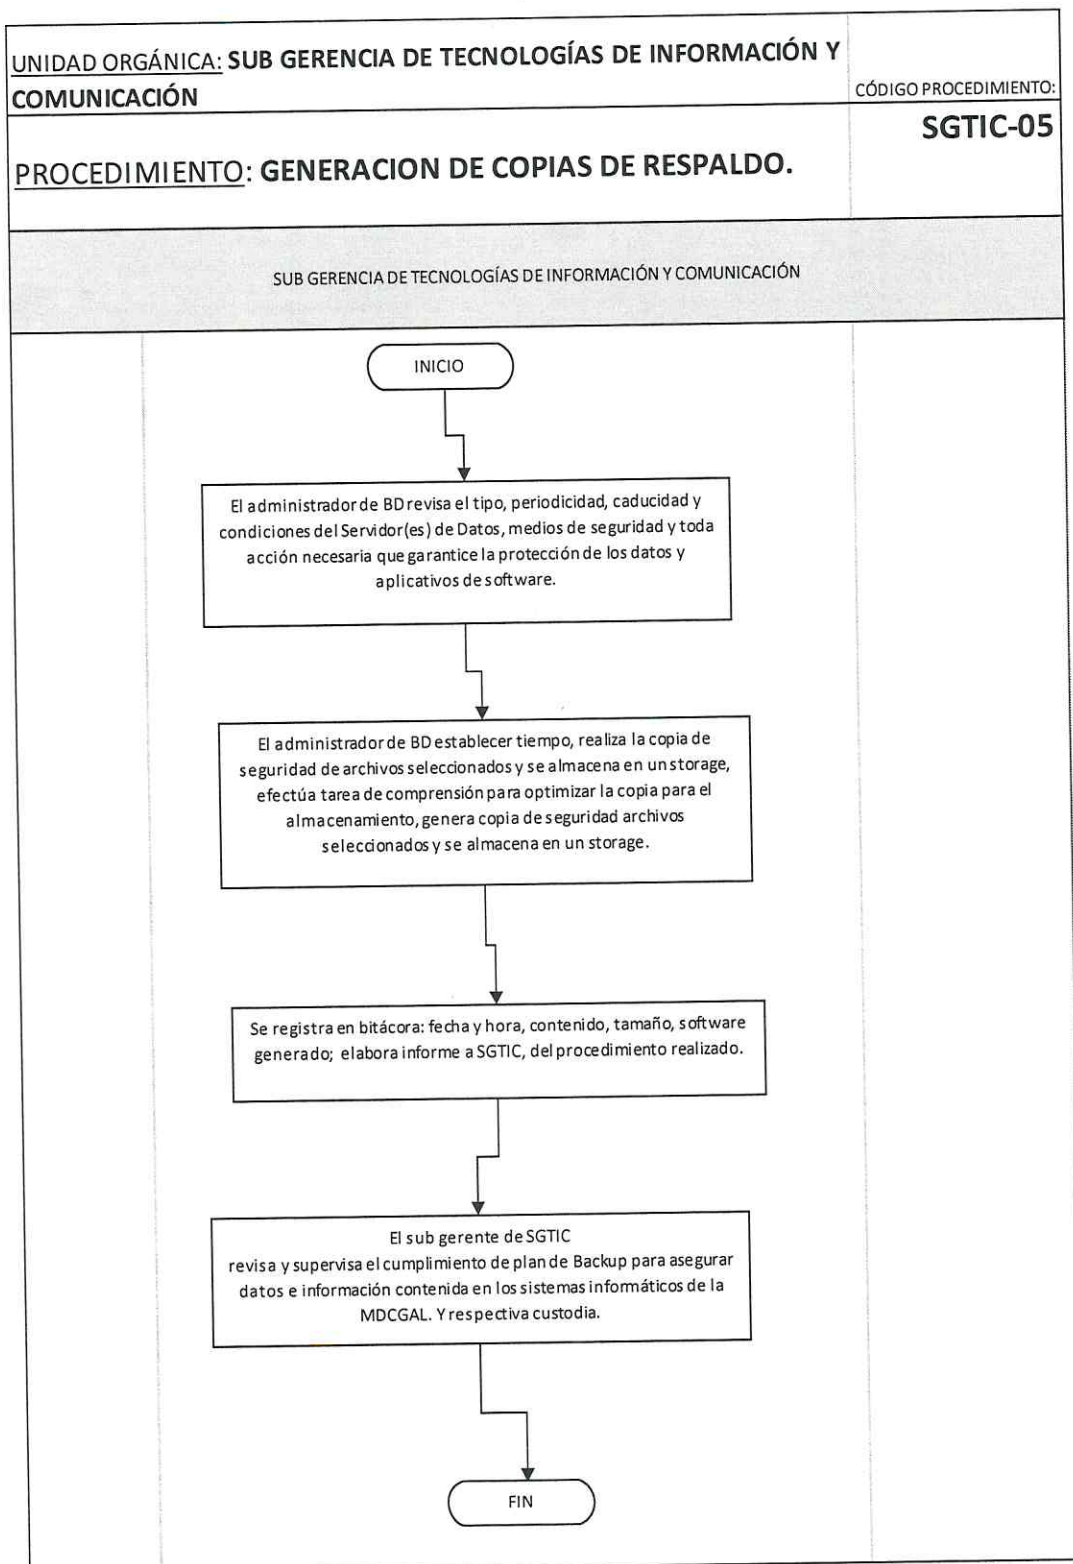 UNIDAD ORGÁNICA: SUB GERENCIA DE TECNOLOGÍAS DE INFORMACIÓN Y
COMUNICACIÓN
CÓDIGO PROCEDIMIENTO:
SGTIC-05
PROCEDIMIENTO: GENERACION DE COPIAS DE RESPALDO.
SUB GERENCIA DE TECNOLOGÍAS DE INFORMACIÓN Y COMUNICACIÓN
INICIO
El administrador de BD revisa el tipo, periodicidad, caducidad y
condiciones del Servidor(es) de Datos, medios de seguridad y toda
acción necesaria que garantice la protección de los datos y
aplicativos de software.
El administrador de BD establecer tiempo, realiza la copia de
seguridad de archivos seleccionados y se almacena en un storage,
efectúa tarea de comprensión para optimizar la copia para el
almacenamiento, genera copia de seguridad archivos
seleccionados y se almacena en un storage.
Se registra en bitácora: fecha y hora, contenido, tamaño, software
generado; elabora informe a SGTIC, del procedimiento realizado.
El sub gerente de SGTIC
revisa y supervisa el cumplimiento de plan de Backup para asegurar
datos e información contenida en los sistemas informáticos de la
MDCGAL. Y respectiva custodia.
FIN